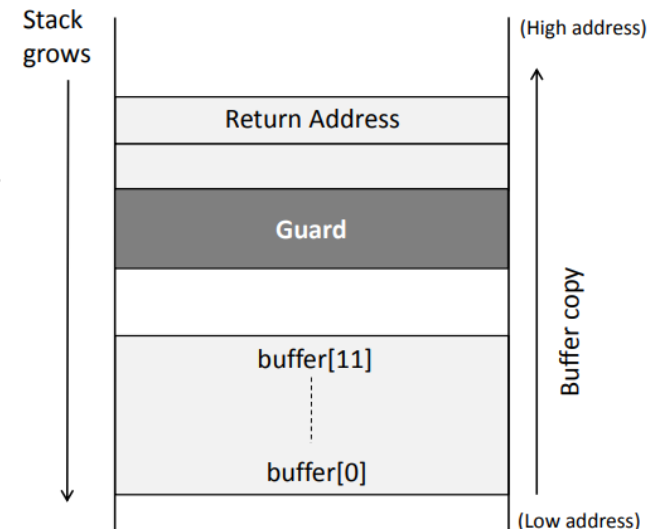 Stack
grows
(High address)
Return Address
Guard
Buffer copy
buffer[11]
buffer[0]
(Low address)